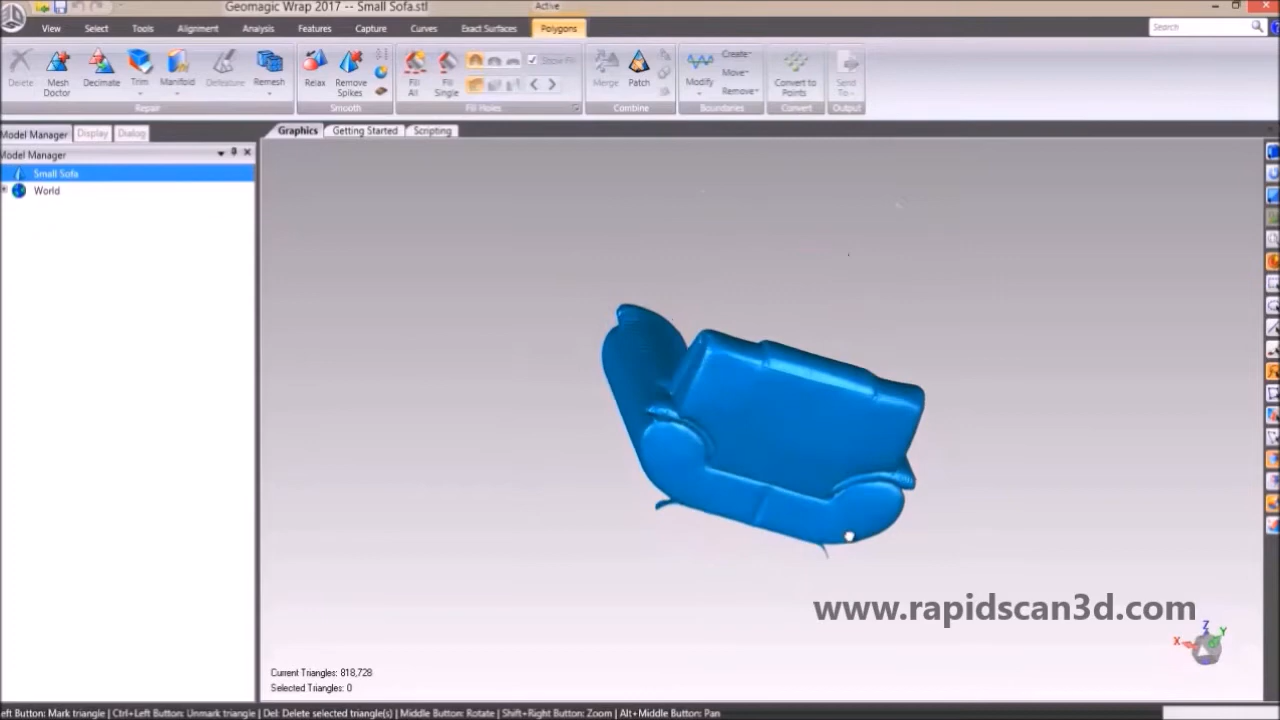 Geomagic Wrap 2017 -- Small Sofa.stl
Active
View Select Tools Alignment Analysis Features Capture Curves Exact Surfaces Polygons
Search
Delete Mesh Doctor Decimate Trim Manifold Defeature Remesh
Repair
Relax Remove Spikes
Smooth
Fill All Fill Single Show Fill
Fill Holes
Merge Patch
Combine
Modify Create Move Remove
Boundaries
Convert to Points
Convert
Send To
Output
Model Manager Display Dialog
Graphics Getting Started Scripting
Model Manager
Small Sofa
World
www.rapidscan3d.com
Z
Y
X
Current Triangles: 818,728
Selected Triangles: 0
eft Button: Mark triangle | Ctrl+Left Button: Unmark triangle | Del: Delete selected triangle(s) | Middle Button: Rotate | Shift+Right Button: Zoom | Alt+Middle Button: Pan